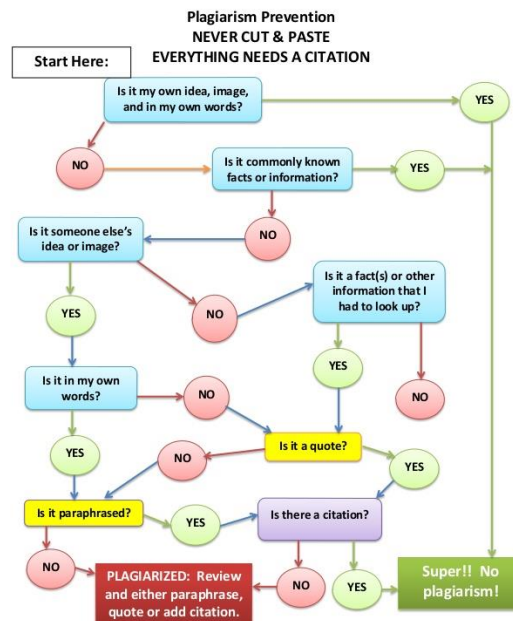 Plagiarism Prevention
NEVER CUT & PASTE
EVERYTHING NEEDS A CITATION
Start Here:
Is it my own idea, image,
and in my own words?
YES
NO
Is it commonly known
facts or information?
YES
NO
Is it someone else's
idea or image?
YES
NO
Is it a fact(s) or other
information that I
had to look up?
YES
NO
Is it in my own
words?
NO
YES
Is it a quote?
NO
YES
Is it paraphrased?
YES
NO
Is there a citation?
NO
YES
PLAGIARIZED: Review
and either paraphrase,
quote or add citation.
Super!! No
plagiarism!